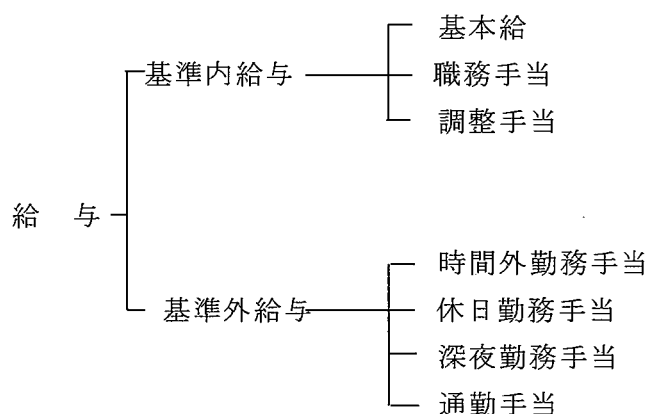 基本給
基準内給与
職務手当
調整手当
給 与
時間外勤務手当
基準外給与
休日勤務手当
深夜勤務手当
通勤手当